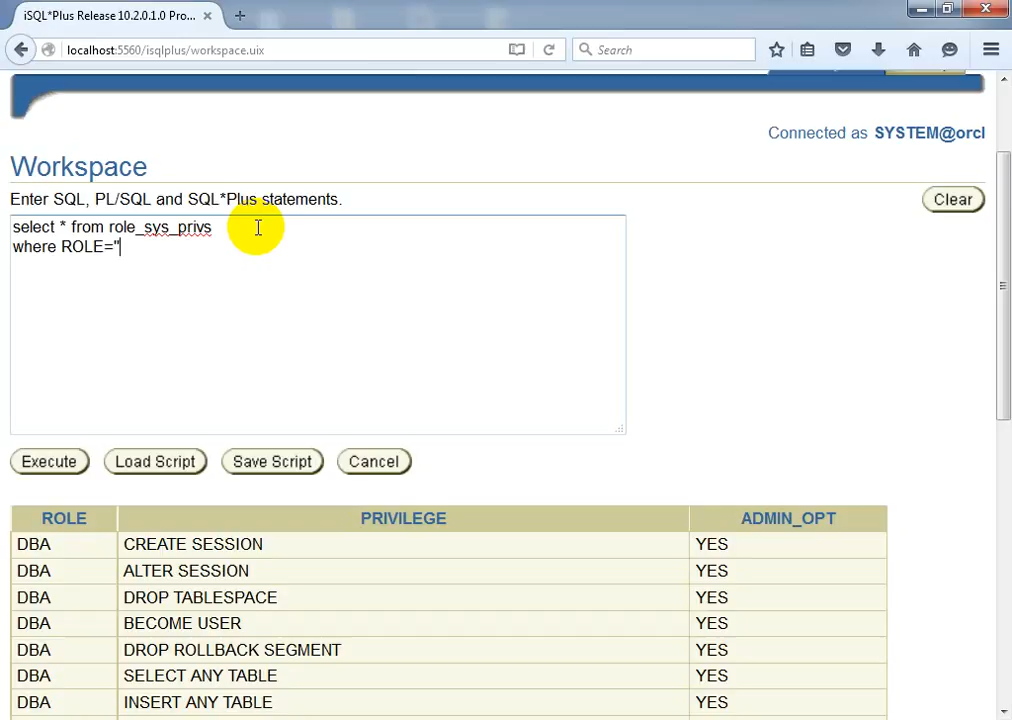 iSQL*Plus Release 10.2.0.1.0 Pro...
localhost:5560/isqlplus/workspace.uix
Search
Connected as SYSTEM@orcl
Workspace
Enter SQL, PL/SQL and SQL*Plus statements.
Clear
select * from role_sys_privs
where ROLE=''
Execute Load Script Save Script Cancel
ROLE PRIVILEGE ADMIN_OPT
DBA CREATE SESSION YES
DBA ALTER SESSION YES
DBA DROP TABLESPACE YES
DBA BECOME USER YES
DBA DROP ROLLBACK SEGMENT YES
DBA SELECT ANY TABLE YES
DBA INSERT ANY TABLE YES